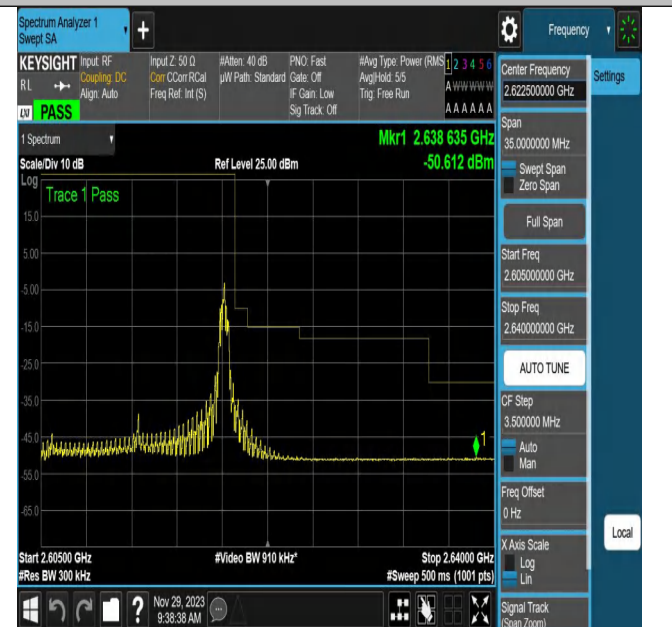 Spectrum Analyzer 1
Swept SA
+
Frequency
KEYSIGHT
RL
Input: RF
Coupling: DC
Align: Auto
Input Z: 50 Ω
Corr CCorr RCal
Freq Ref: Int (S)
#Atten: 40 dB
µW Path: Standard
PNO: Fast
Gate: Off
IF Gain: Low
Sig Track: Off
#Avg Type: Power (RMS
Avg|Hold: 5/5
Trig: Free Run
1 2 3 4 5 6
A W W W W W
A A A A A A
LNI PASS
Center Frequency
2.622500000 GHz
Settings
Span
35.0000000 MHz
Swept Span
Zero Span
Full Span
Start Freq
2.605000000 GHz
Stop Freq
2.640000000 GHz
AUTO TUNE
CF Step
3.500000 MHz
Auto
Man
Freq Offset
0 Hz
X Axis Scale
Log
Lin
Local
Signal Track
(Span Zoom)
1 Spectrum
Scale/Div 10 dB
Log
Ref Level 25.00 dBm
Mkr1 2.638 635 GHz
-50.612 dBm
Trace 1 Pass
15.0
5.00
-5.00
-15.0
-25.0
-35.0
-45.0
-55.0
-65.0
1
Start 2.60500 GHz
#Res BW 300 kHz
#Video BW 910 kHz*
Stop 2.64000 GHz
#Sweep 500 ms (1001 pts)
?
Nov 29, 2023
9:38:38 AM